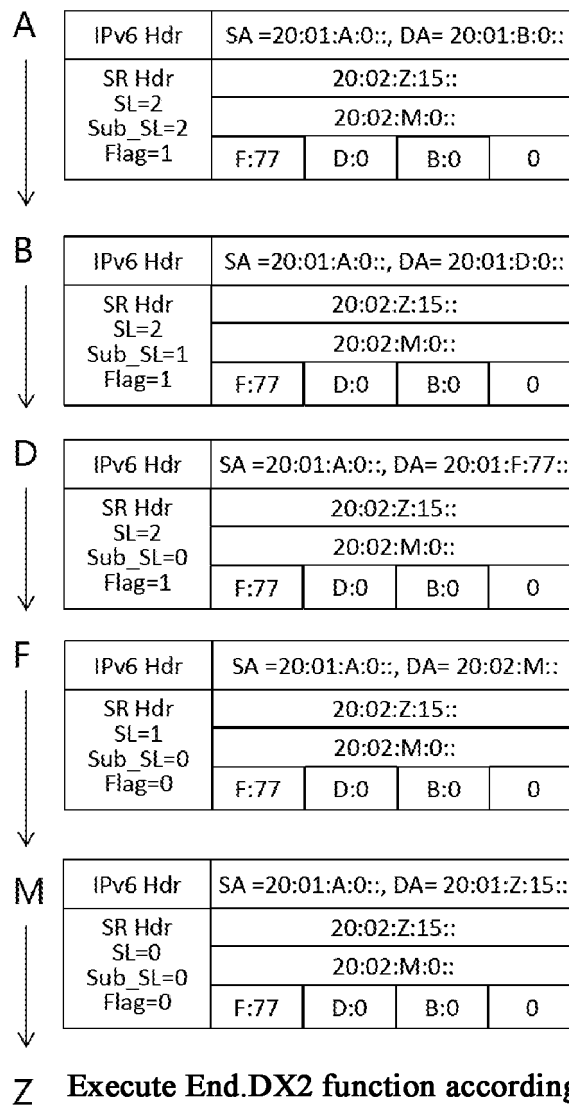 A
IPv6 Hdr
SA =20:01:A:0::, DA= 20:01:B:0::
SR Hdr
SL=2
Sub_SL=2
Flag=1
20:02:Z:15::
20:02:M:0::
F:77 D:0 B:0 0
B
IPv6 Hdr
SA =20:01:A:0::, DA= 20:01:D:0::
SR Hdr
SL=2
Sub_SL=1
Flag=1
20:02:Z:15::
20:02:M:0::
F:77 D:0 B:0 0
D
IPv6 Hdr
SA =20:01:A:0::, DA= 20:01:F:77::
SR Hdr
SL=2
Sub_SL=0
Flag=1
20:02:Z:15::
20:02:M:0::
F:77 D:0 B:0 0
F
IPv6 Hdr
SA =20:01:A:0::, DA= 20:02:M::
SR Hdr
SL=1
Sub_SL=0
Flag=0
20:02:Z:15::
20:02:M:0::
F:77 D:0 B:0 0
M
IPv6 Hdr
SA =20:01:A:0::, DA= 20:01:Z:15::
SR Hdr
SL=0
Sub_SL=0
Flag=0
20:02:Z:15::
20:02:M:0::
F:77 D:0 B:0 0
Z
Execute End.DX2 function according